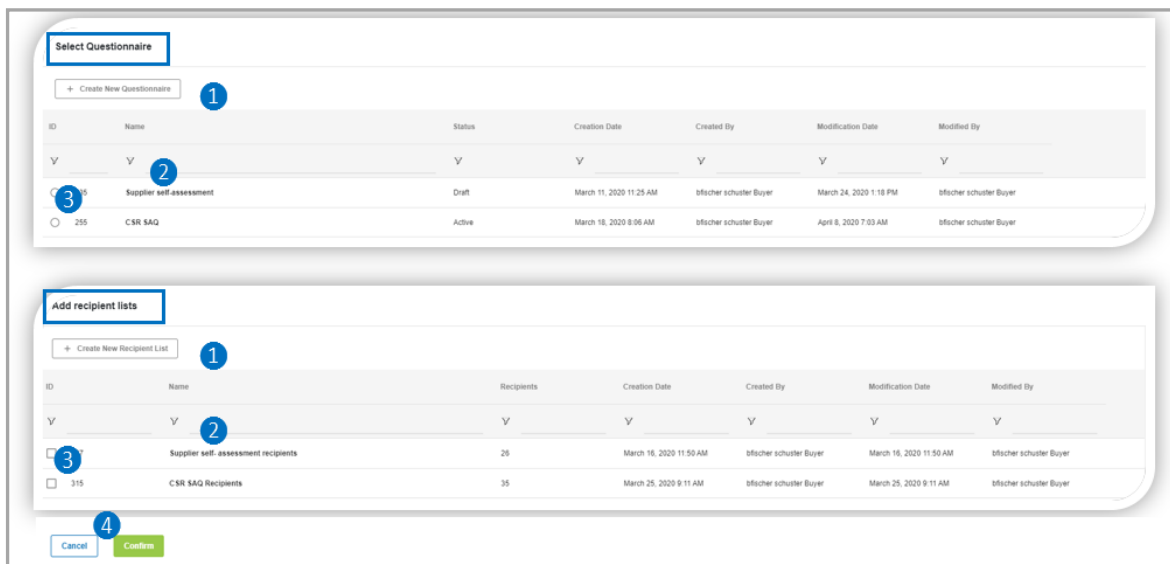 Select Questionnaire
+ Create New Questionnaire
1
ID Name Status Creation Date Created By Modification Date Modified By
2
Supplier self-assessment Draft March 11, 2020 11:25 AM bfischer schuster Buyer March 24, 2020 1:18 PM bfischer schuster Buyer
3
255 CSR SAQ Active March 18, 2020 8:06 AM bfischer schuster Buyer April 8, 2020 7:03 AM bfischer schuster Buyer
Add recipient lists
+ Create New Recipient List
1
ID Name Recipients Creation Date Created By Modification Date Modified By
2
Supplier self- assessment recipients 26 March 16, 2020 11:50 AM bfischer schuster Buyer March 16, 2020 11:50 AM bfischer schuster Buyer
3
315 CSR SAQ Recipients 35 March 25, 2020 9:11 AM bfischer schuster Buyer March 25, 2020 9:11 AM bfischer schuster Buyer
4
Cancel Confirm